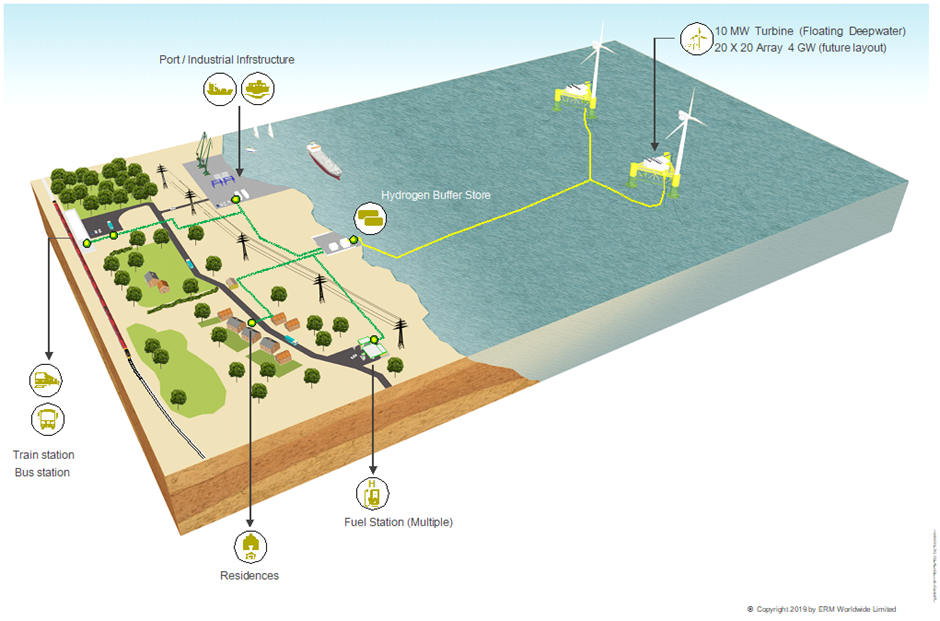 10 MW Turbine (Floating Deepwater)
20 X 20 Array 4 GW (future layout)
Port / Industrial Infrstructure
Hydrogen Buffer Store
Train station
Bus station
H
Fuel Station (Multiple)
Residences
® Copyright 2019 by ERM Worldwide Limited